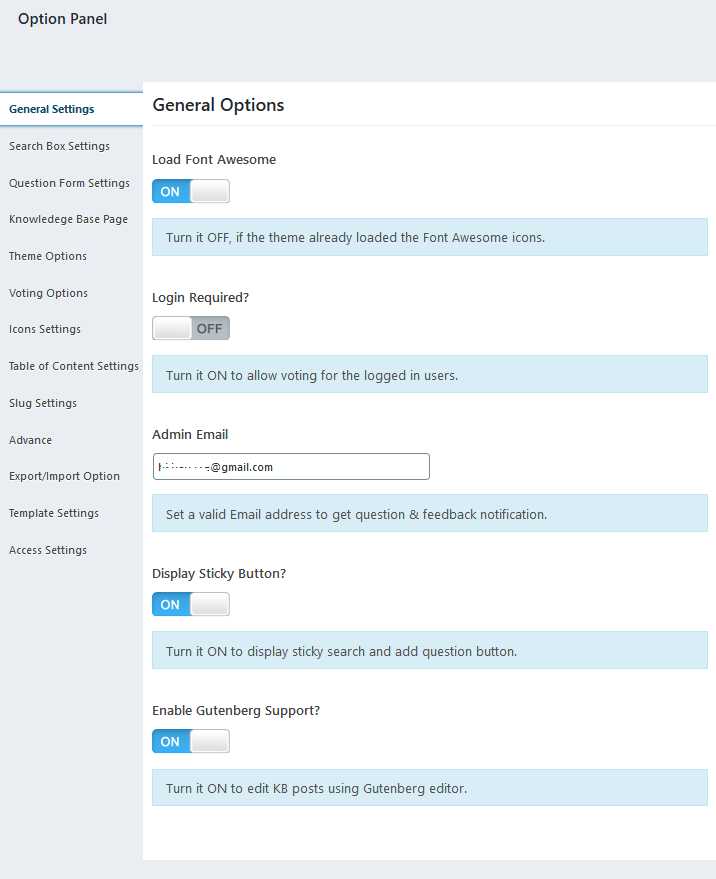 Option Panel
General Settings
Search Box Settings
Question Form Settings
Knowledege Base Page
Theme Options
Voting Options
Icons Settings
Table of Content Settings
Slug Settings
Advance
Export/Import Option
Template Settings
Access Settings
General Options
Load Font Awesome
ON
Turn it OFF, if the theme already loaded the Font Awesome icons.
Login Required?
OFF
Turn it ON to allow voting for the logged in users.
Admin Email
@gmail.com
Set a valid Email address to get question & feedback notification.
Display Sticky Button?
ON
Turn it ON to display sticky search and add question button.
Enable Gutenberg Support?
ON
Turn it ON to edit KB posts using Gutenberg editor.